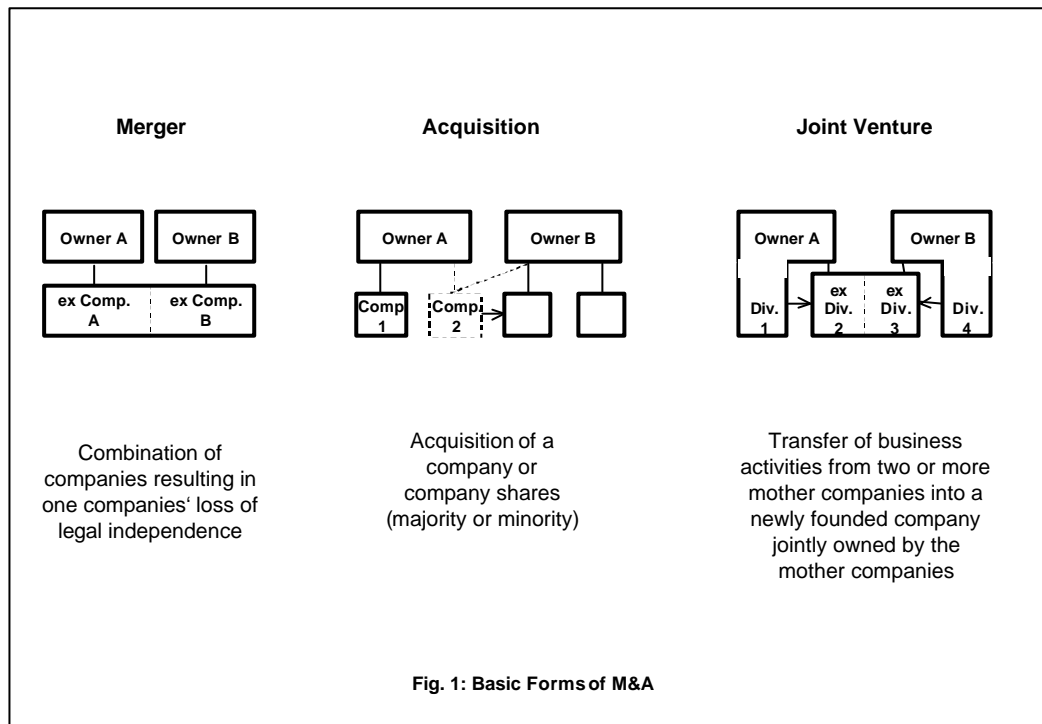 Merger
Acquisition
Joint Venture
Owner A
Owner B
ex Comp.
A
ex Comp.
B
Owner A
Owner B
Comp.
1
Comp.
2
Owner A
Owner B
Div.
1
ex
Div.
2
ex
Div.
3
Div.
4
Combination of
companies resulting in
one companies‘ loss of
legal independence
Acquisition of a
company or
company shares
(majority or minority)
Transfer of business
activities from two or more
mother companies into a
newly founded company
jointly owned by the
mother companies
Fig. 1: Basic Forms of M&A